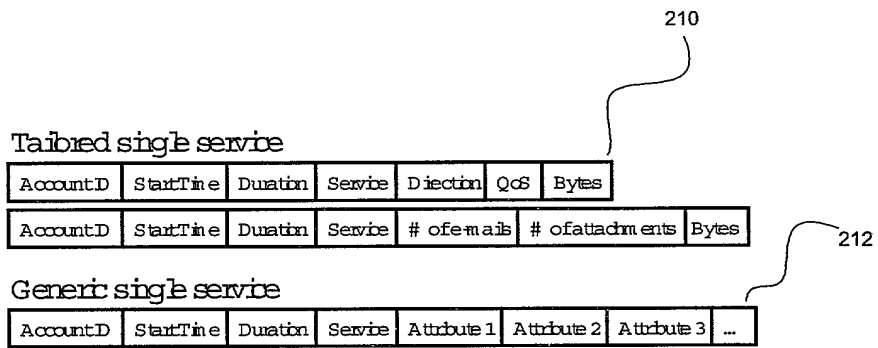 210
Tailored single service
AccountID StartTime Duration Service Direction QoS Bytes
AccountID StartTime Duration Service # of e-mails # of attachments Bytes
212
Generic single service
AccountID StartTime Duration Service Attribute 1 Attribute 2 Attribute 3 ...